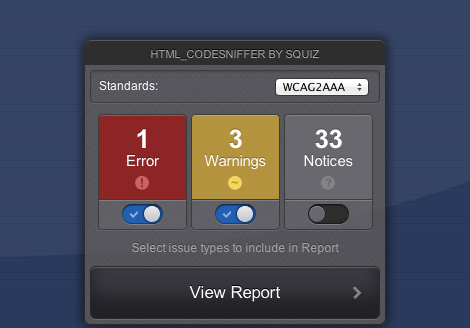 HTML_CODESNIFFER BY SQUIZ
Standards: WCAG2AAA
1 3 33
Error Warnings Notices
! ~ ?
Select issue types to include in Report
View Report